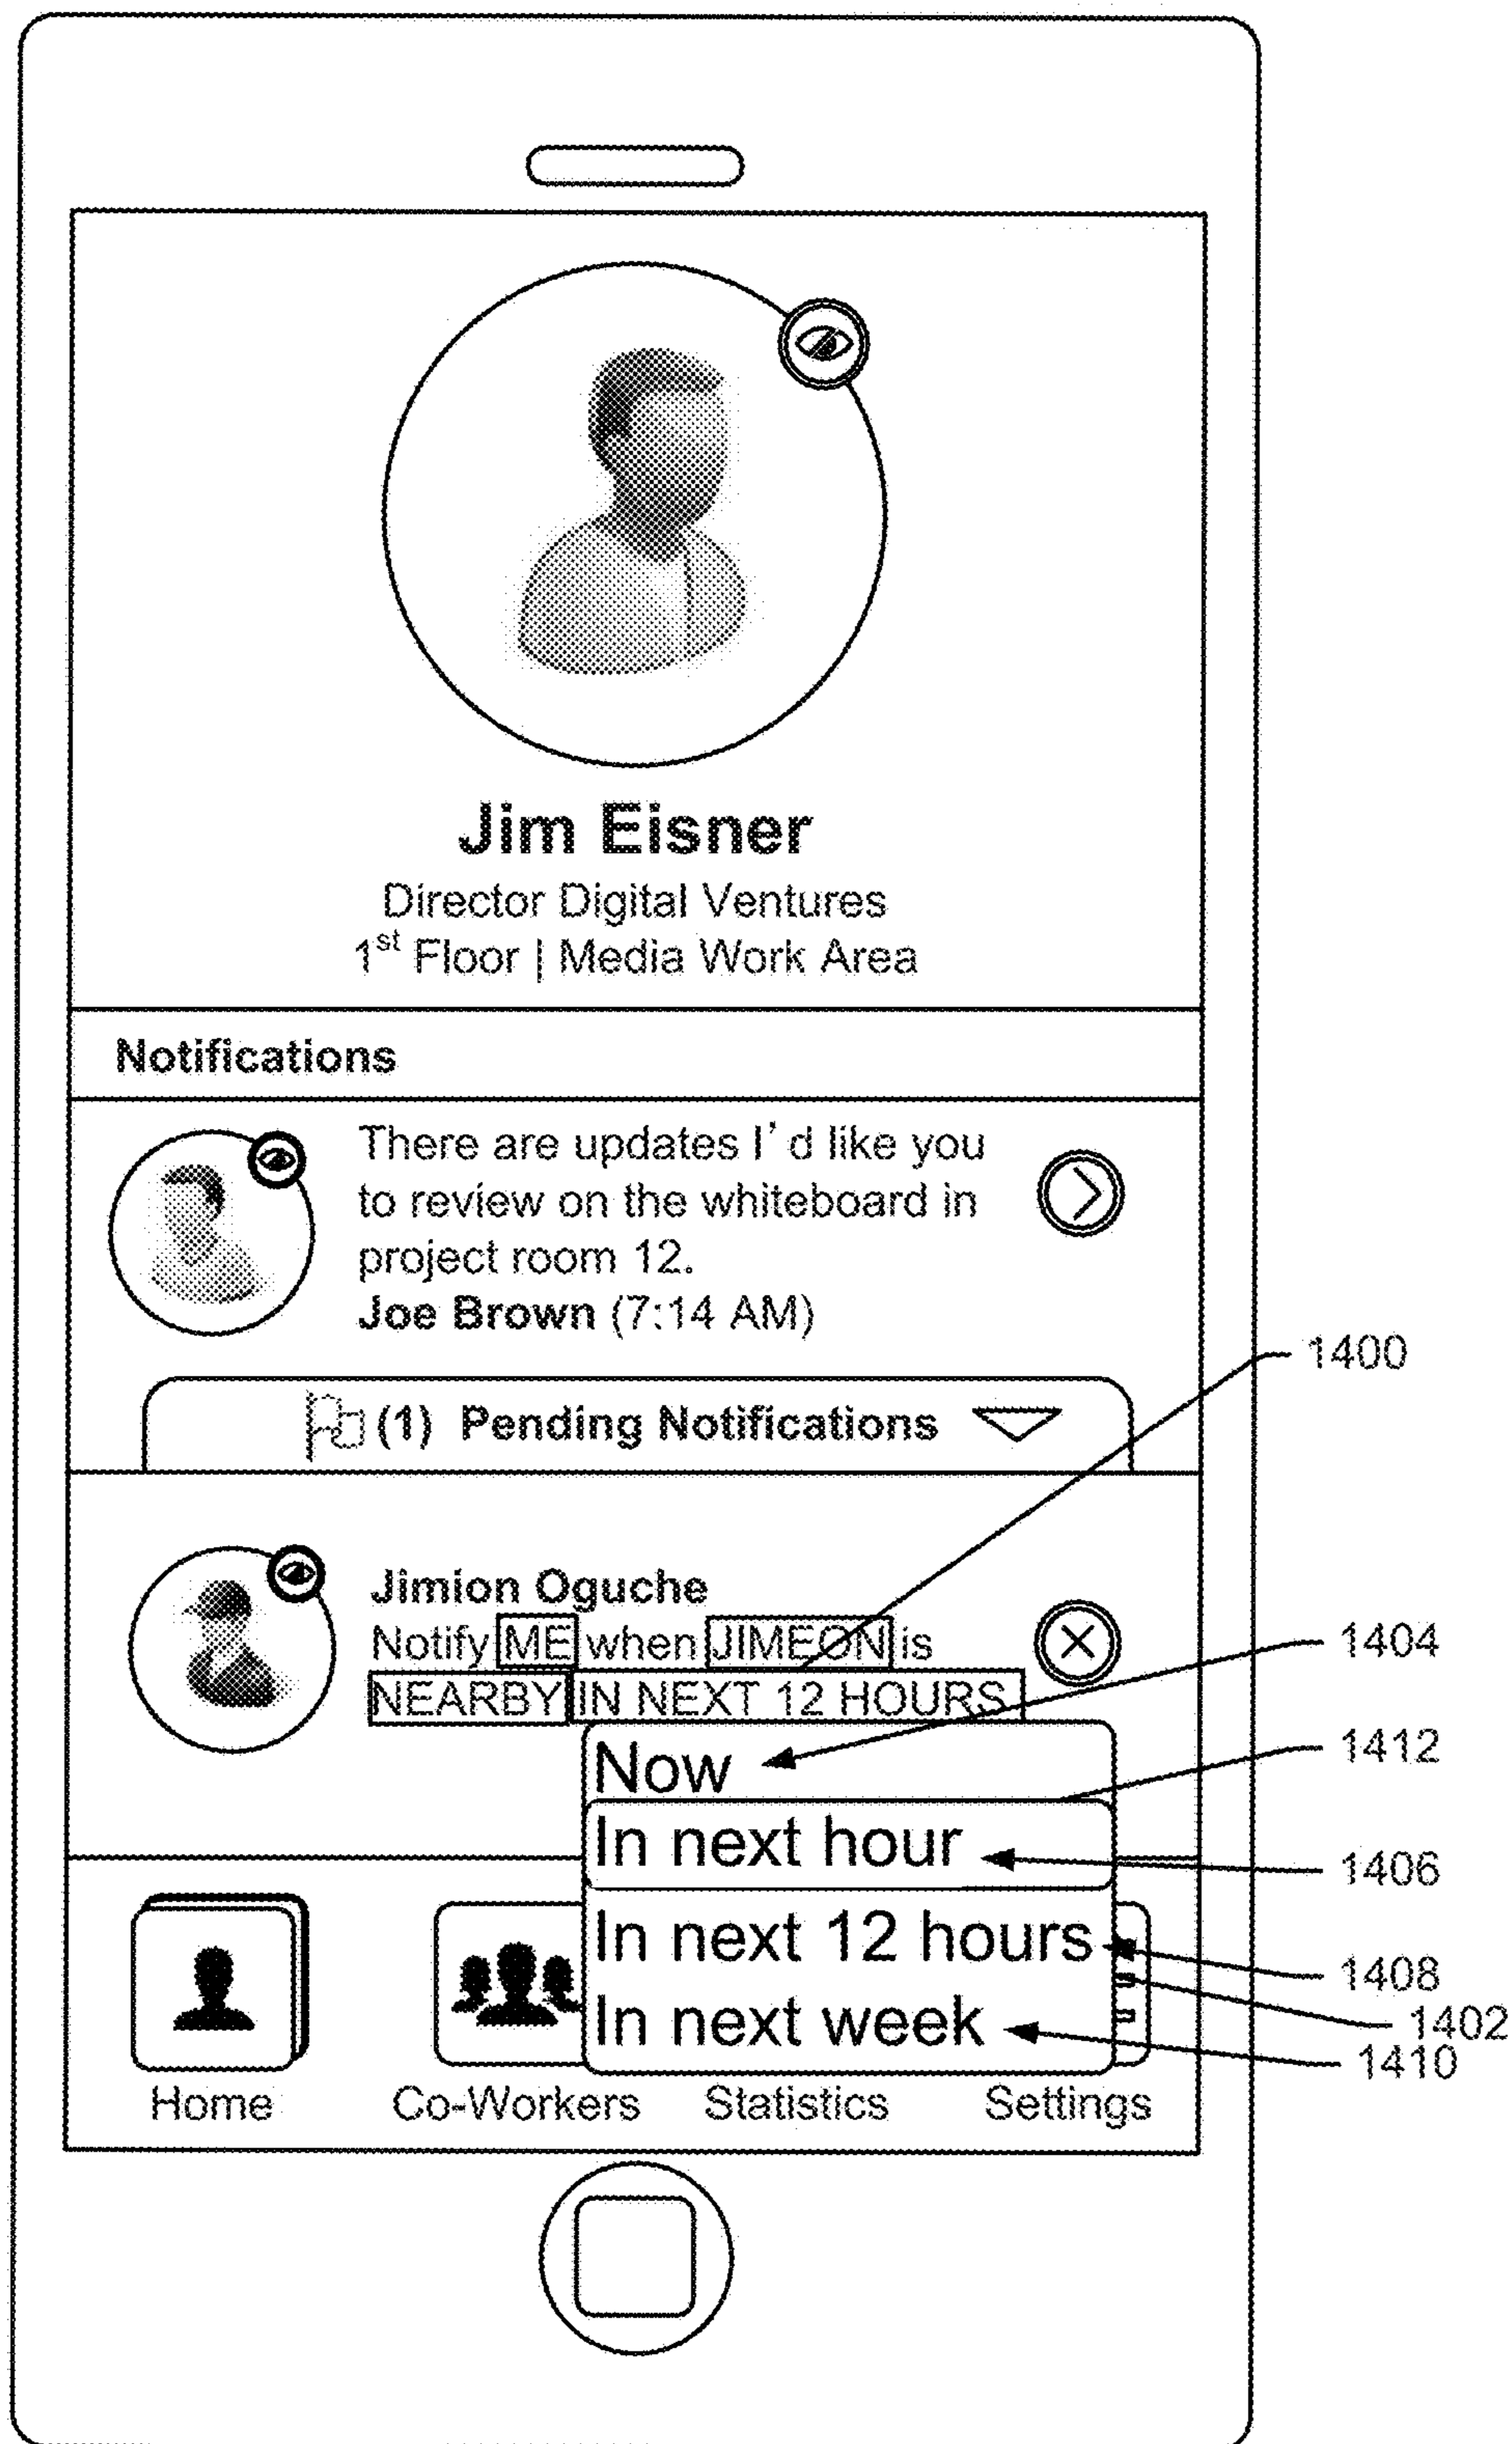 Jim Eisner
Director Digital Ventures
1st Floor | Media Work Area
Notifications
There are updates I'd like you
to review on the whiteboard in
project room 12.
Joe Brown (7:14 AM)
1400
(1) Pending Notifications
Jimion Oguche
Notify ME when JIMEON is
NEARBY IN NEXT 12 HOURS
1404
Now
1412
In next hour
1406
In next 12 hours
1408
1402
In next week
1410
Home Co-Workers Statistics Settings